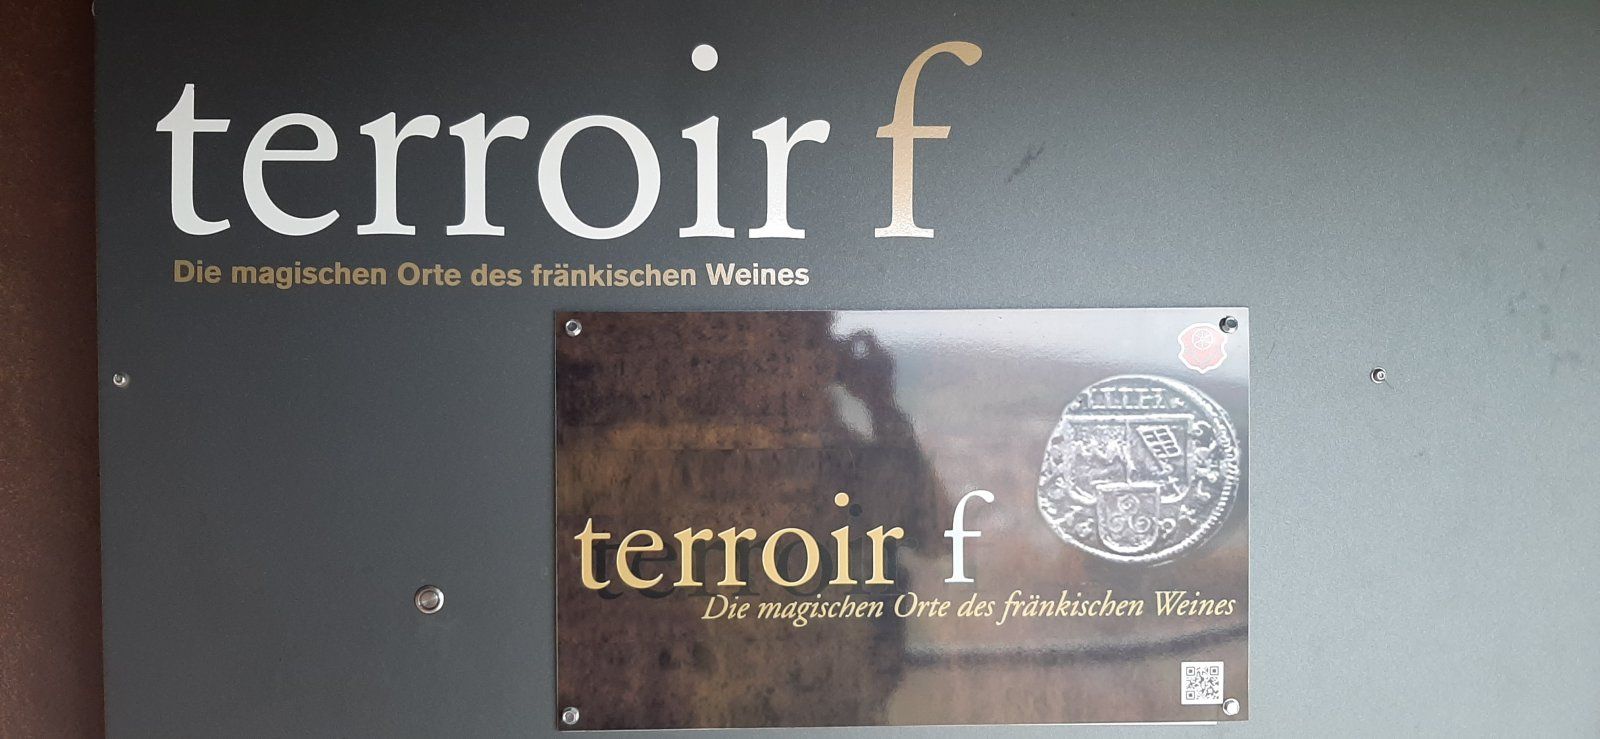 terroir f
Die magischen Orte des fränkischen Weines
terroir f
Die magischen Orte des fränkischen Weines